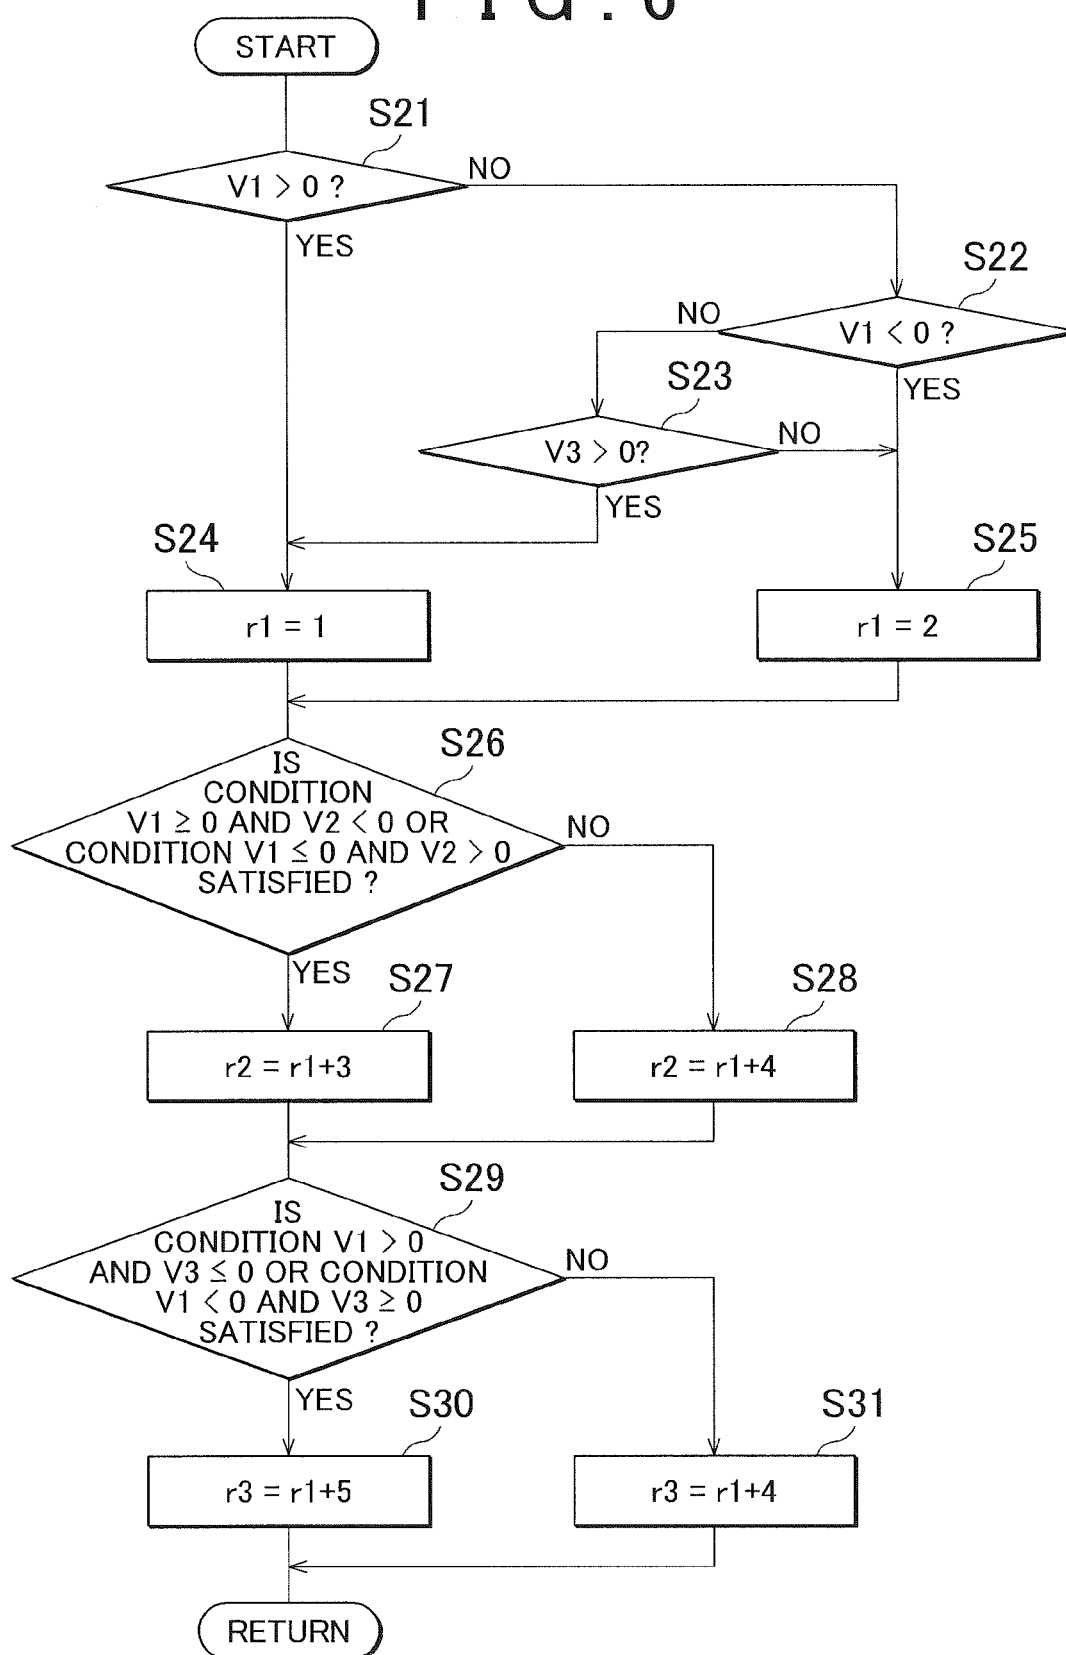 FIG. 6
START
S21
V1 > 0 ?
NO
YES
S22
V1 < 0 ?
NO
YES
S23
V3 > 0?
NO
YES
S24
r1 = 1
S25
r1 = 2
S26
IS
CONDITION
V1 ≥ 0 AND V2 < 0 OR
CONDITION V1 ≤ 0 AND V2 > 0
SATISFIED ?
NO
YES
S27
r2 = r1+3
S28
r2 = r1+4
S29
IS
CONDITION V1 > 0
AND V3 ≤ 0 OR CONDITION
V1 < 0 AND V3 ≥ 0
SATISFIED ?
NO
YES
S30
r3 = r1+5
S31
r3 = r1+4
RETURN